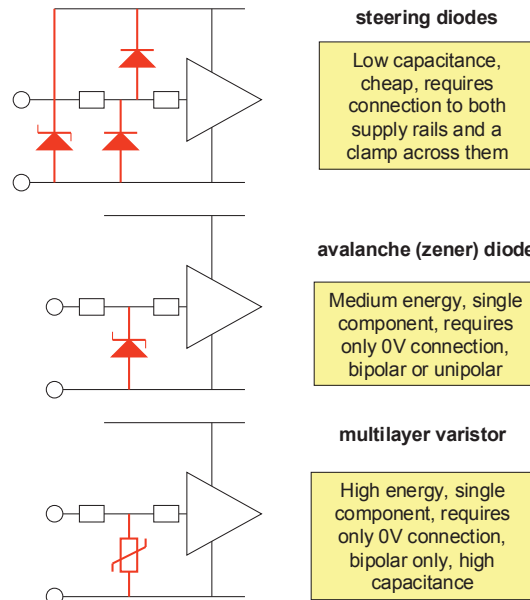 steering diodes
Low capacitance,
cheap, requires
connection to both
supply rails and a
clamp across them
avalanche (zener) diode
Medium energy, single
component, requires
only 0V connection,
bipolar or unipolar
multilayer varistor
High energy, single
component, requires
only 0V connection,
bipolar only, high
capacitance